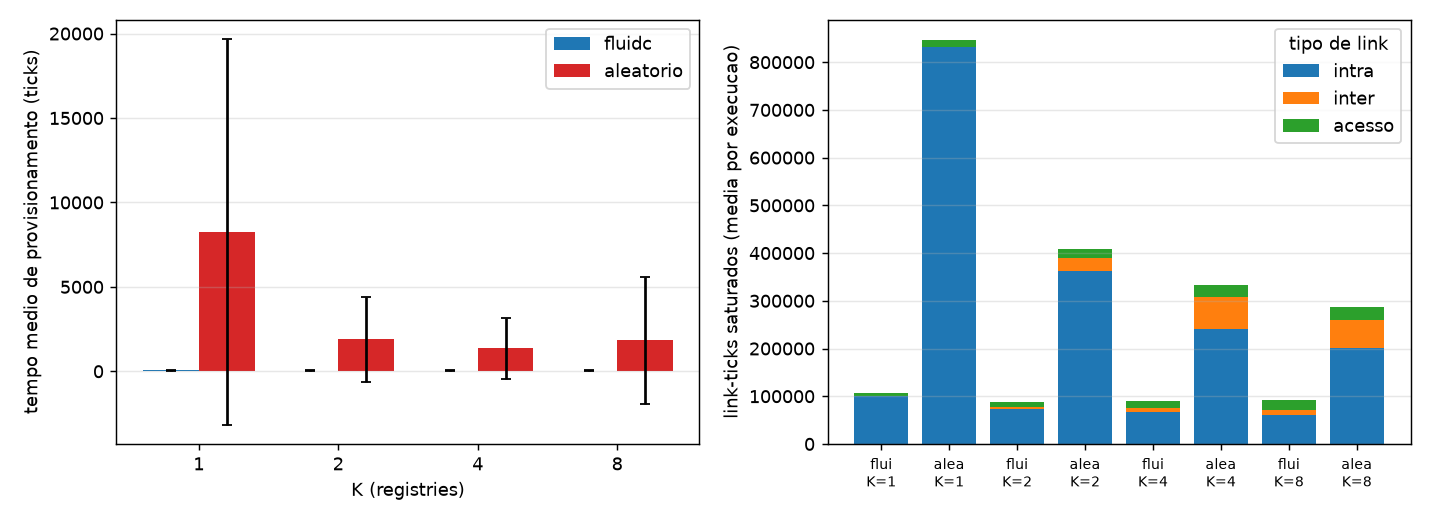 tempo medio de provisionamento (ticks)
20000
15000
10000
5000
0
fluidc
aleatorio
1
2
4
8
K (registries)
link-ticks saturados (media por execucao)
800000
700000
600000
500000
400000
300000
200000
100000
0
tipo de link
intra
inter
acesso
flui
K=1
alea
K=1
flui
K=2
alea
K=2
flui
K=4
alea
K=4
flui
K=8
alea
K=8